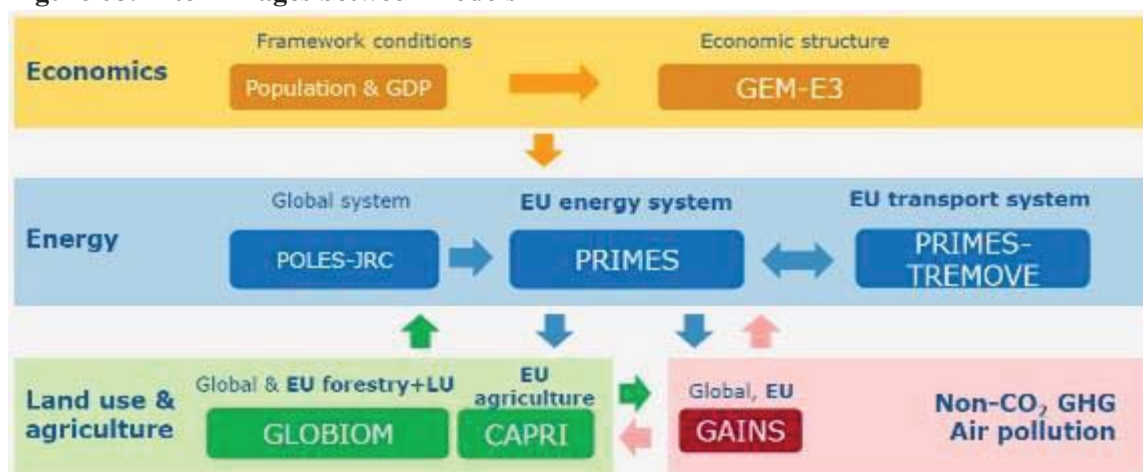 Framework conditions
Economic structure
Economics
Population & GDP
GEM-E3
Global system
EU energy system
EU transport system
Energy
POLES-JRC
PRIMES
PRIMES-
TREMOVE
Land use &
agriculture
Global & EU forestry+LU
GLOBIOM
EU
agriculture
CAPRI
Global, EU
GAINS
Non-CO₂ GHG
Air pollution